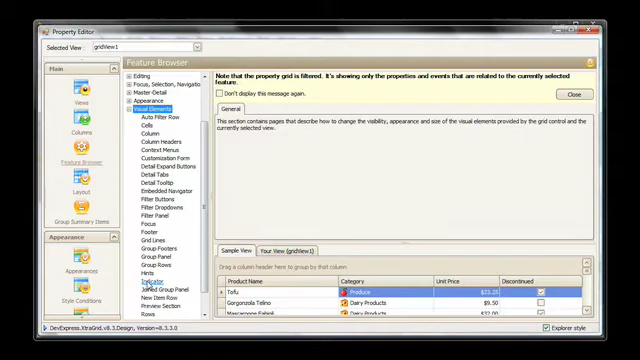 Property Editor
Selected View: gridView1
Main
Views
Columns
Feature Browser
Layout
Group Summary Items
Appearance
Appearances
Style Conditions
Feature Browser
Editing
Focus, Selection, Navigatio
Master-Detail
Appearance
Visual Elements
Auto Filter Row
Cells
Column
Column Headers
Context Menus
Customization Form
Detail Expand Buttons
Detail Tabs
Detail Tooltip
Embedded Navigator
Filter Buttons
Filter Dropdowns
Filter Panel
Focus
Footer
Grid Lines
Group Footers
Group Panel
Group Rows
Hints
Indicator
Joined Group Panel
New Item Row
Preview Section
Rows
Note that the property grid is filtered. It's showing only the properties and events that are related to the currently selected
feature.
Don't display this message again.
Close
General
This section contains pages that describe how to change the visibility, appearance and size of the visual elements provided by the grid control and the
currently selected view.
Sample View Your View (gridView1)
Drag a column header here to group by that column
Product Name Category Unit Price Discontinued
Tofu Produce $23.25
Gorgonzola Telino Dairy Products $9.50
Mascarpone Fabioli Dairy Products $32.00
DevExpress.XtraGrid.v8.3.Design, Version=8.3.3.0
Explorer style